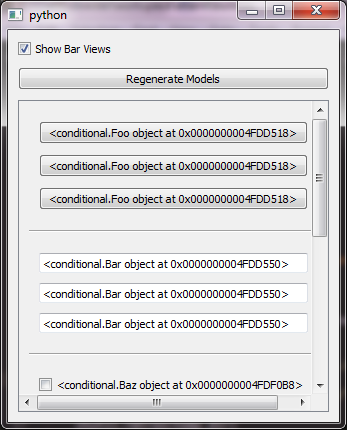 python
Show Bar Views
Regenerate Models
<conditional.Foo object at 0x0000000004FDD518>
<conditional.Foo object at 0x0000000004FDD518>
<conditional.Foo object at 0x0000000004FDD518>
<conditional.Bar object at 0x0000000004FDD550>
<conditional.Bar object at 0x0000000004FDD550>
<conditional.Bar object at 0x0000000004FDD550>
<conditional.Baz object at 0x0000000004FDF0B8>